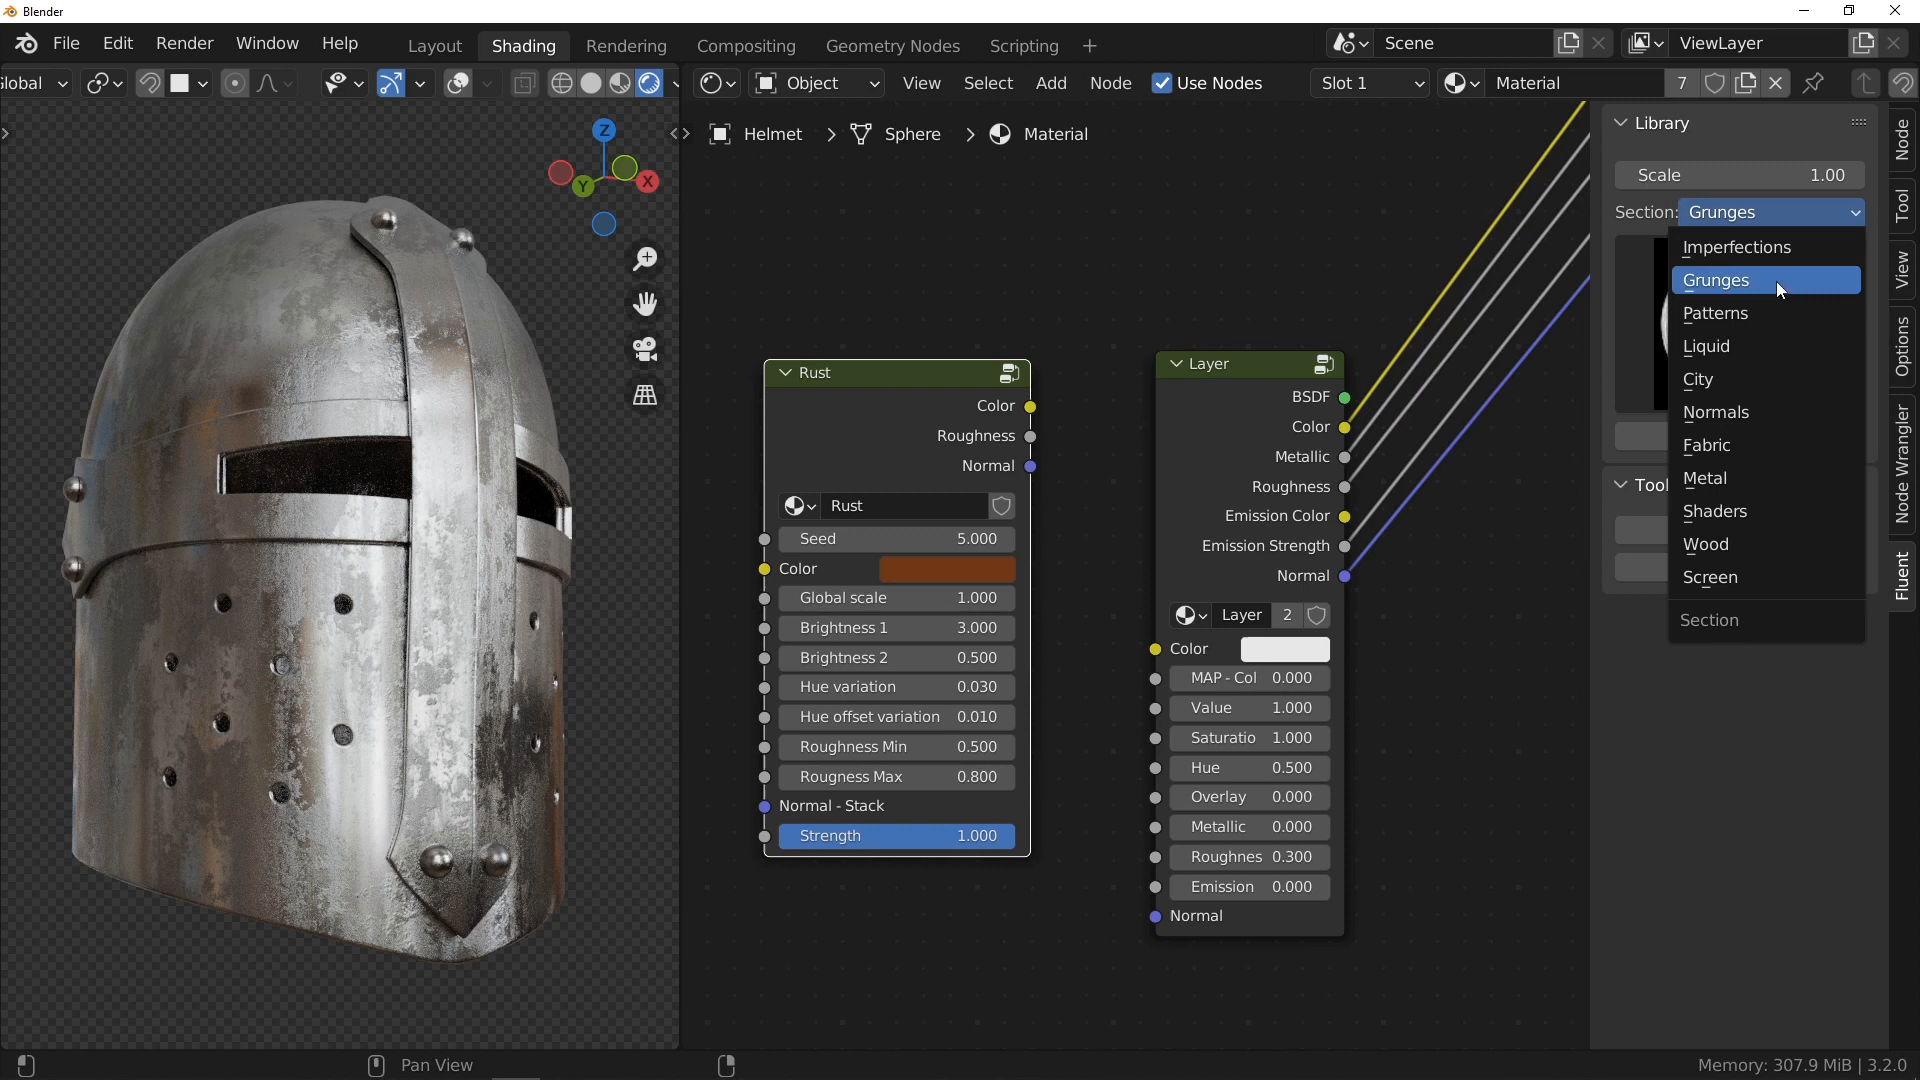 Blender
File Edit Render Window Help Layout Shading Rendering Compositing Geometry Nodes Scripting + Scene ViewLayer
lobal Object View Select Add Node Use Nodes Slot 1 Material 7
Z
Y X
Helmet > Sphere > Material
Library
Scale 1.00
Section: Grunges
Imperfections
Grunges
Patterns
Liquid
City
Normals
Fabric
Metal
Shaders
Wood
Screen
Section
Tool
Node
Tool
View
Options
Node Wrangler
Fluent
Rust
Color
Roughness
Normal
Rust
Seed 5.000
Color
Global scale 1.000
Brightness 1 3.000
Brightness 2 0.500
Hue variation 0.030
Hue offset variation 0.010
Roughness Min 0.500
Rougness Max 0.800
Normal - Stack
Strength 1.000
Layer
BSDF
Color
Metallic
Roughness
Emission Color
Emission Strength
Normal
Layer 2
Color
MAP - Col 0.000
Value 1.000
Saturatio 1.000
Hue 0.500
Overlay 0.000
Metallic 0.000
Roughnes 0.300
Emission 0.000
Normal
Pan View
Memory: 307.9 MiB | 3.2.0